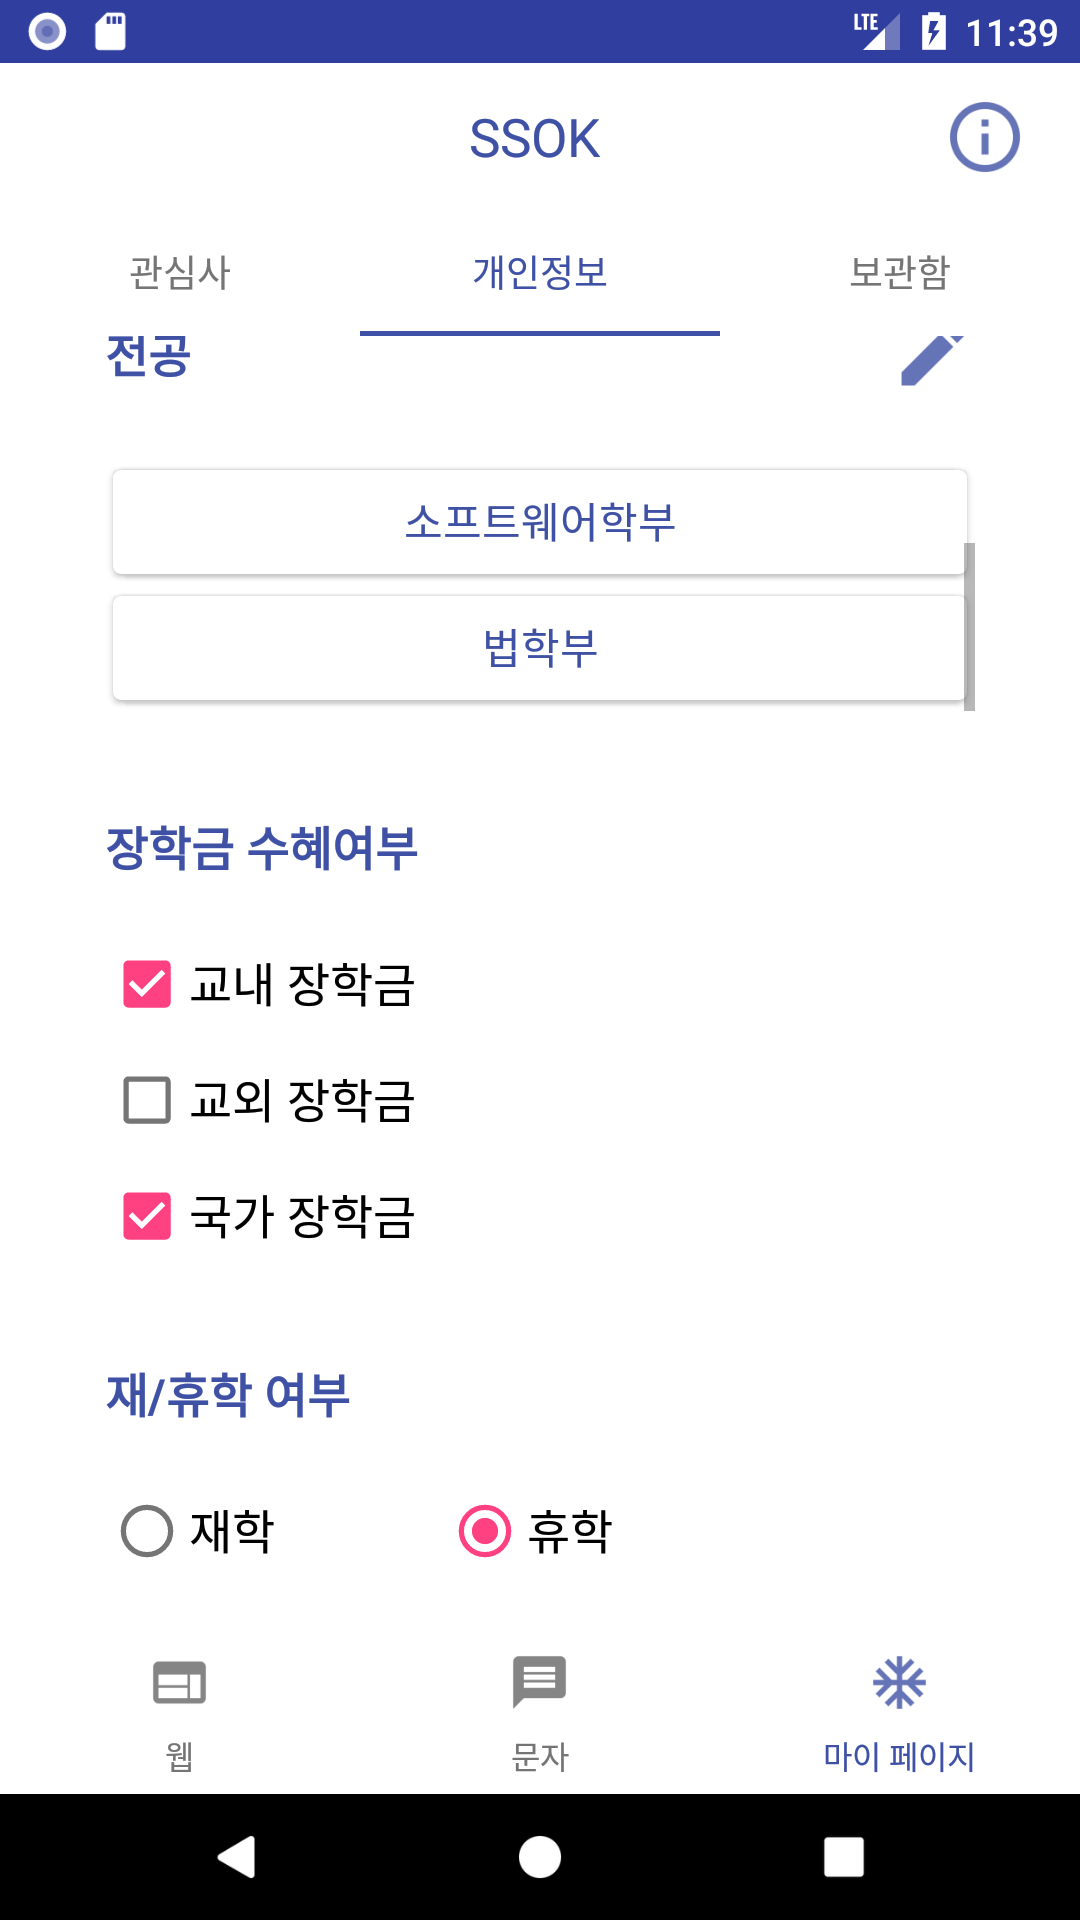 LTE 11:39
SSOK
관심사 개인정보 보관함
전공
소프트웨어학부
법학부
장학금 수혜여부
교내 장학금
교외 장학금
국가 장학금
재/휴학 여부
재학 휴학
웹 문자 마이 페이지